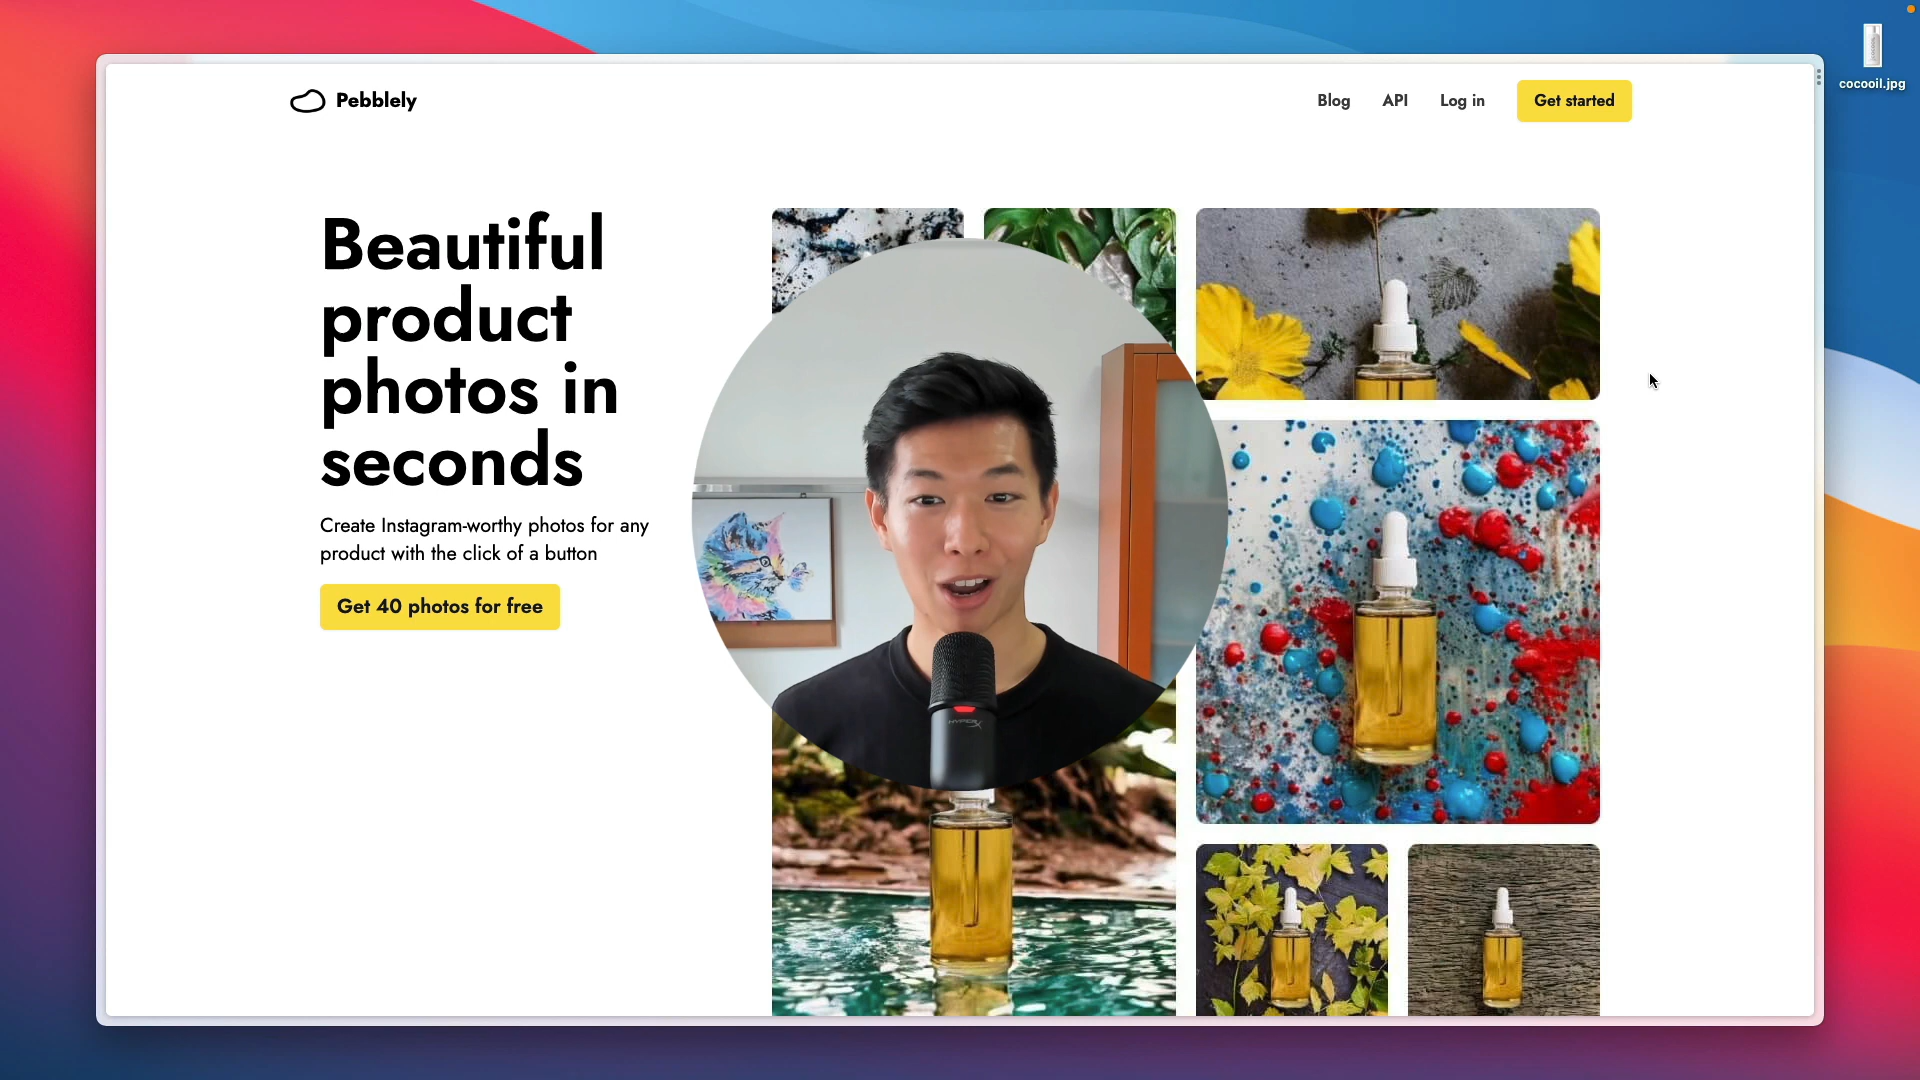 Pebblely
Blog
API
Log in
Get started
cocooil.jpg
Beautiful
product
photos in
seconds
Create Instagram-worthy photos for any
product with the click of a button
Get 40 photos for free
HYPERX